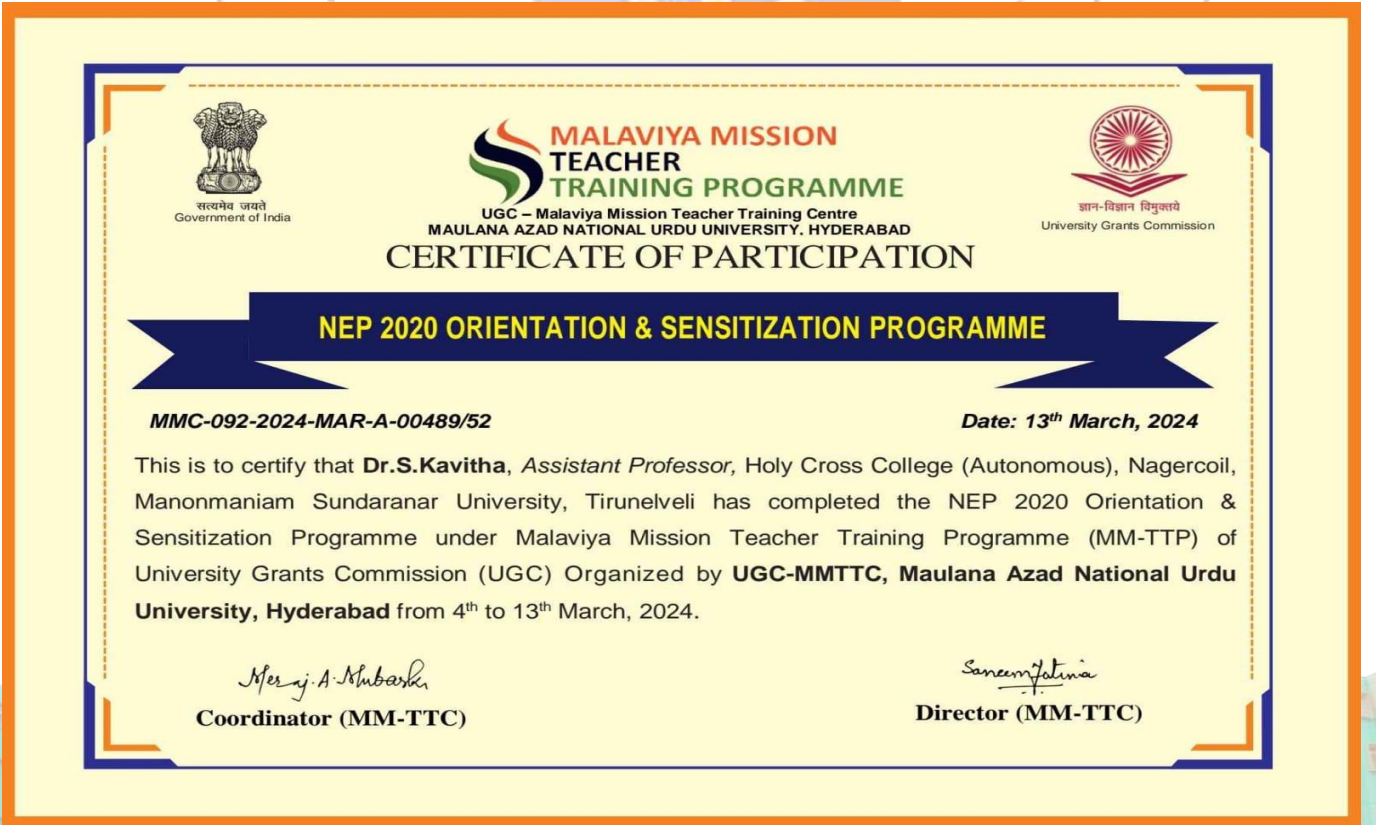 MALAVIYA MISSION
TEACHER
TRAINING PROGRAMME
सत्यमेव जयते
Government of India
UGC – Malaviya Mission Teacher Training Centre
MAULANA AZAD NATIONAL URDU UNIVERSITY. HYDERABAD
ज्ञान-विज्ञान विमुक्तये
University Grants Commission
CERTIFICATE OF PARTICIPATION
NEP 2020 ORIENTATION & SENSITIZATION PROGRAMME
MMC-092-2024-MAR-A-00489/52
Date: 13th March, 2024
This is to certify that Dr.S.Kavitha, Assistant Professor, Holy Cross College (Autonomous), Nagercoil,
Manonmaniam Sundaranar University, Tirunelveli has completed the NEP 2020 Orientation &
Sensitization Programme under Malaviya Mission Teacher Training Programme (MM-TTP) of
University Grants Commission (UGC) Organized by UGC-MMTTC, Maulana Azad National Urdu
University, Hyderabad from 4th to 13th March, 2024.
Meraj. A. 
Coordinator (MM-TTC)
Saneem Fatima
Director (MM-TTC)